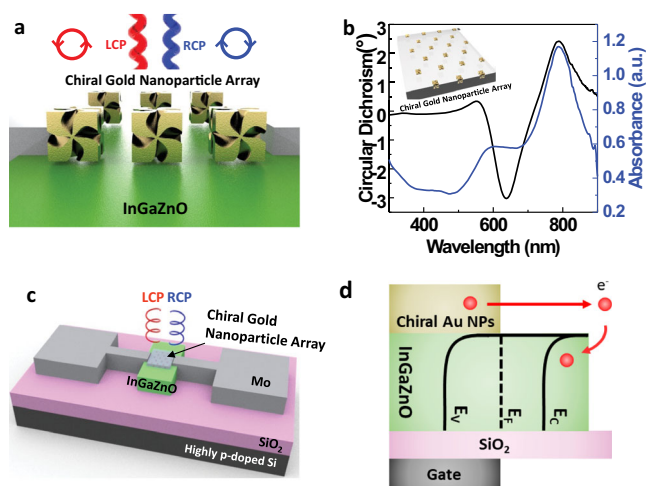 a
LCP
RCP
Chiral Gold Nanoparticle Array
InGaZnO
b
Circular Dichroism(°)
3
2
1
0
-1
-2
-3
Chiral Gold Nanoparticle Array
1.2
1.0
0.8
0.6
0.4
0.2
Absorbance (a.u.)
400
600
800
Wavelength (nm)
c
LCP RCP
Chiral Gold
Nanoparticle Array
InGaZnO
Mo
SiO2
Highly p-doped Si
d
e-
Chiral Au NPs
InGaZnO
EV
EF
EC
SiO2
Gate